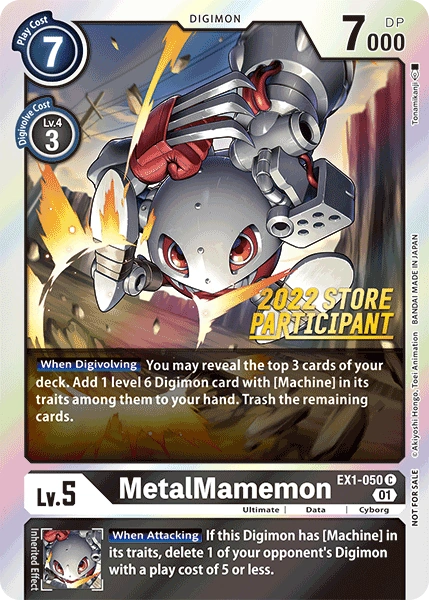 Play Cost
7
DIGIMON
7000
DP
Digivolve Cost
Lv.4
3
Tonamikanji
©Akiyoshi Hongo, Toei Animation BANDAI MADE IN JAPAN
2022 STORE
PARTICIPANT
When Digivolving You may reveal the top 3 cards of your
deck. Add 1 level 6 Digimon card with [Machine] in its
traits among them to your hand. Trash the remaining
cards.
Lv.5
MetalMamemon
EX1-050 C
01
Ultimate | Data | Cyborg
NOT FOR SALE
Inherited Effect
When Attacking If this Digimon has [Machine] in
its traits, delete 1 of your opponent's Digimon
with a play cost of 5 or less.